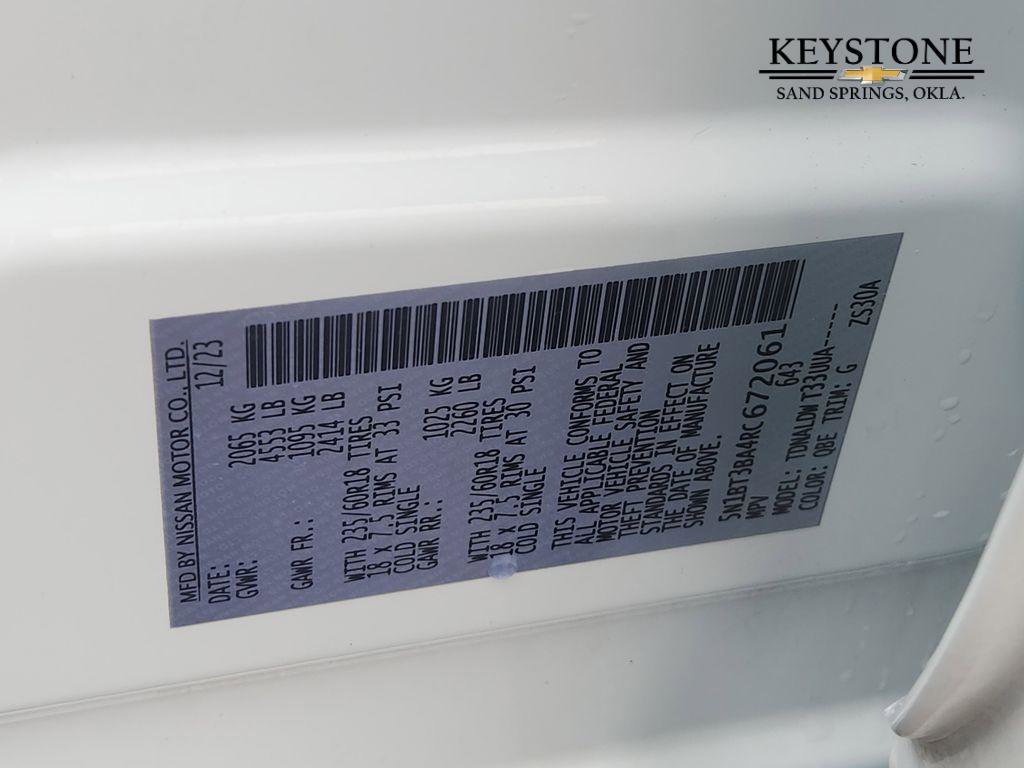 KEYSTONE
SAND SPRINGS, OKLA.
MFD BY NISSAN MOTOR CO., LTD.
DATE: 12/23
GVWR: 2065 KG
4553 LB
GAWR FR.: 1095 KG
2414 LB
WITH 235/60R18 TIRES
18 X 7.5 RIMS AT 33 PSI
COLD SINGLE
GAWR RR.: 1025 KG
2260 LB
WITH 235/60R18 TIRES
18 X 7.5 RIMS AT 30 PSI
COLD SINGLE
THIS VEHICLE CONFORMS TO
ALL APPLICABLE FEDERAL
MOTOR VEHICLE SAFETY AND
THEFT PREVENTION
STANDARDS IN EFFECT ON
THE DATE OF MANUFACTURE
SHOWN ABOVE.
5N1BT3BA4RC672061
MPV 643
MODEL: TDNALDW T33UUA-----
COLOR: QBE TRIM: G ZS30A